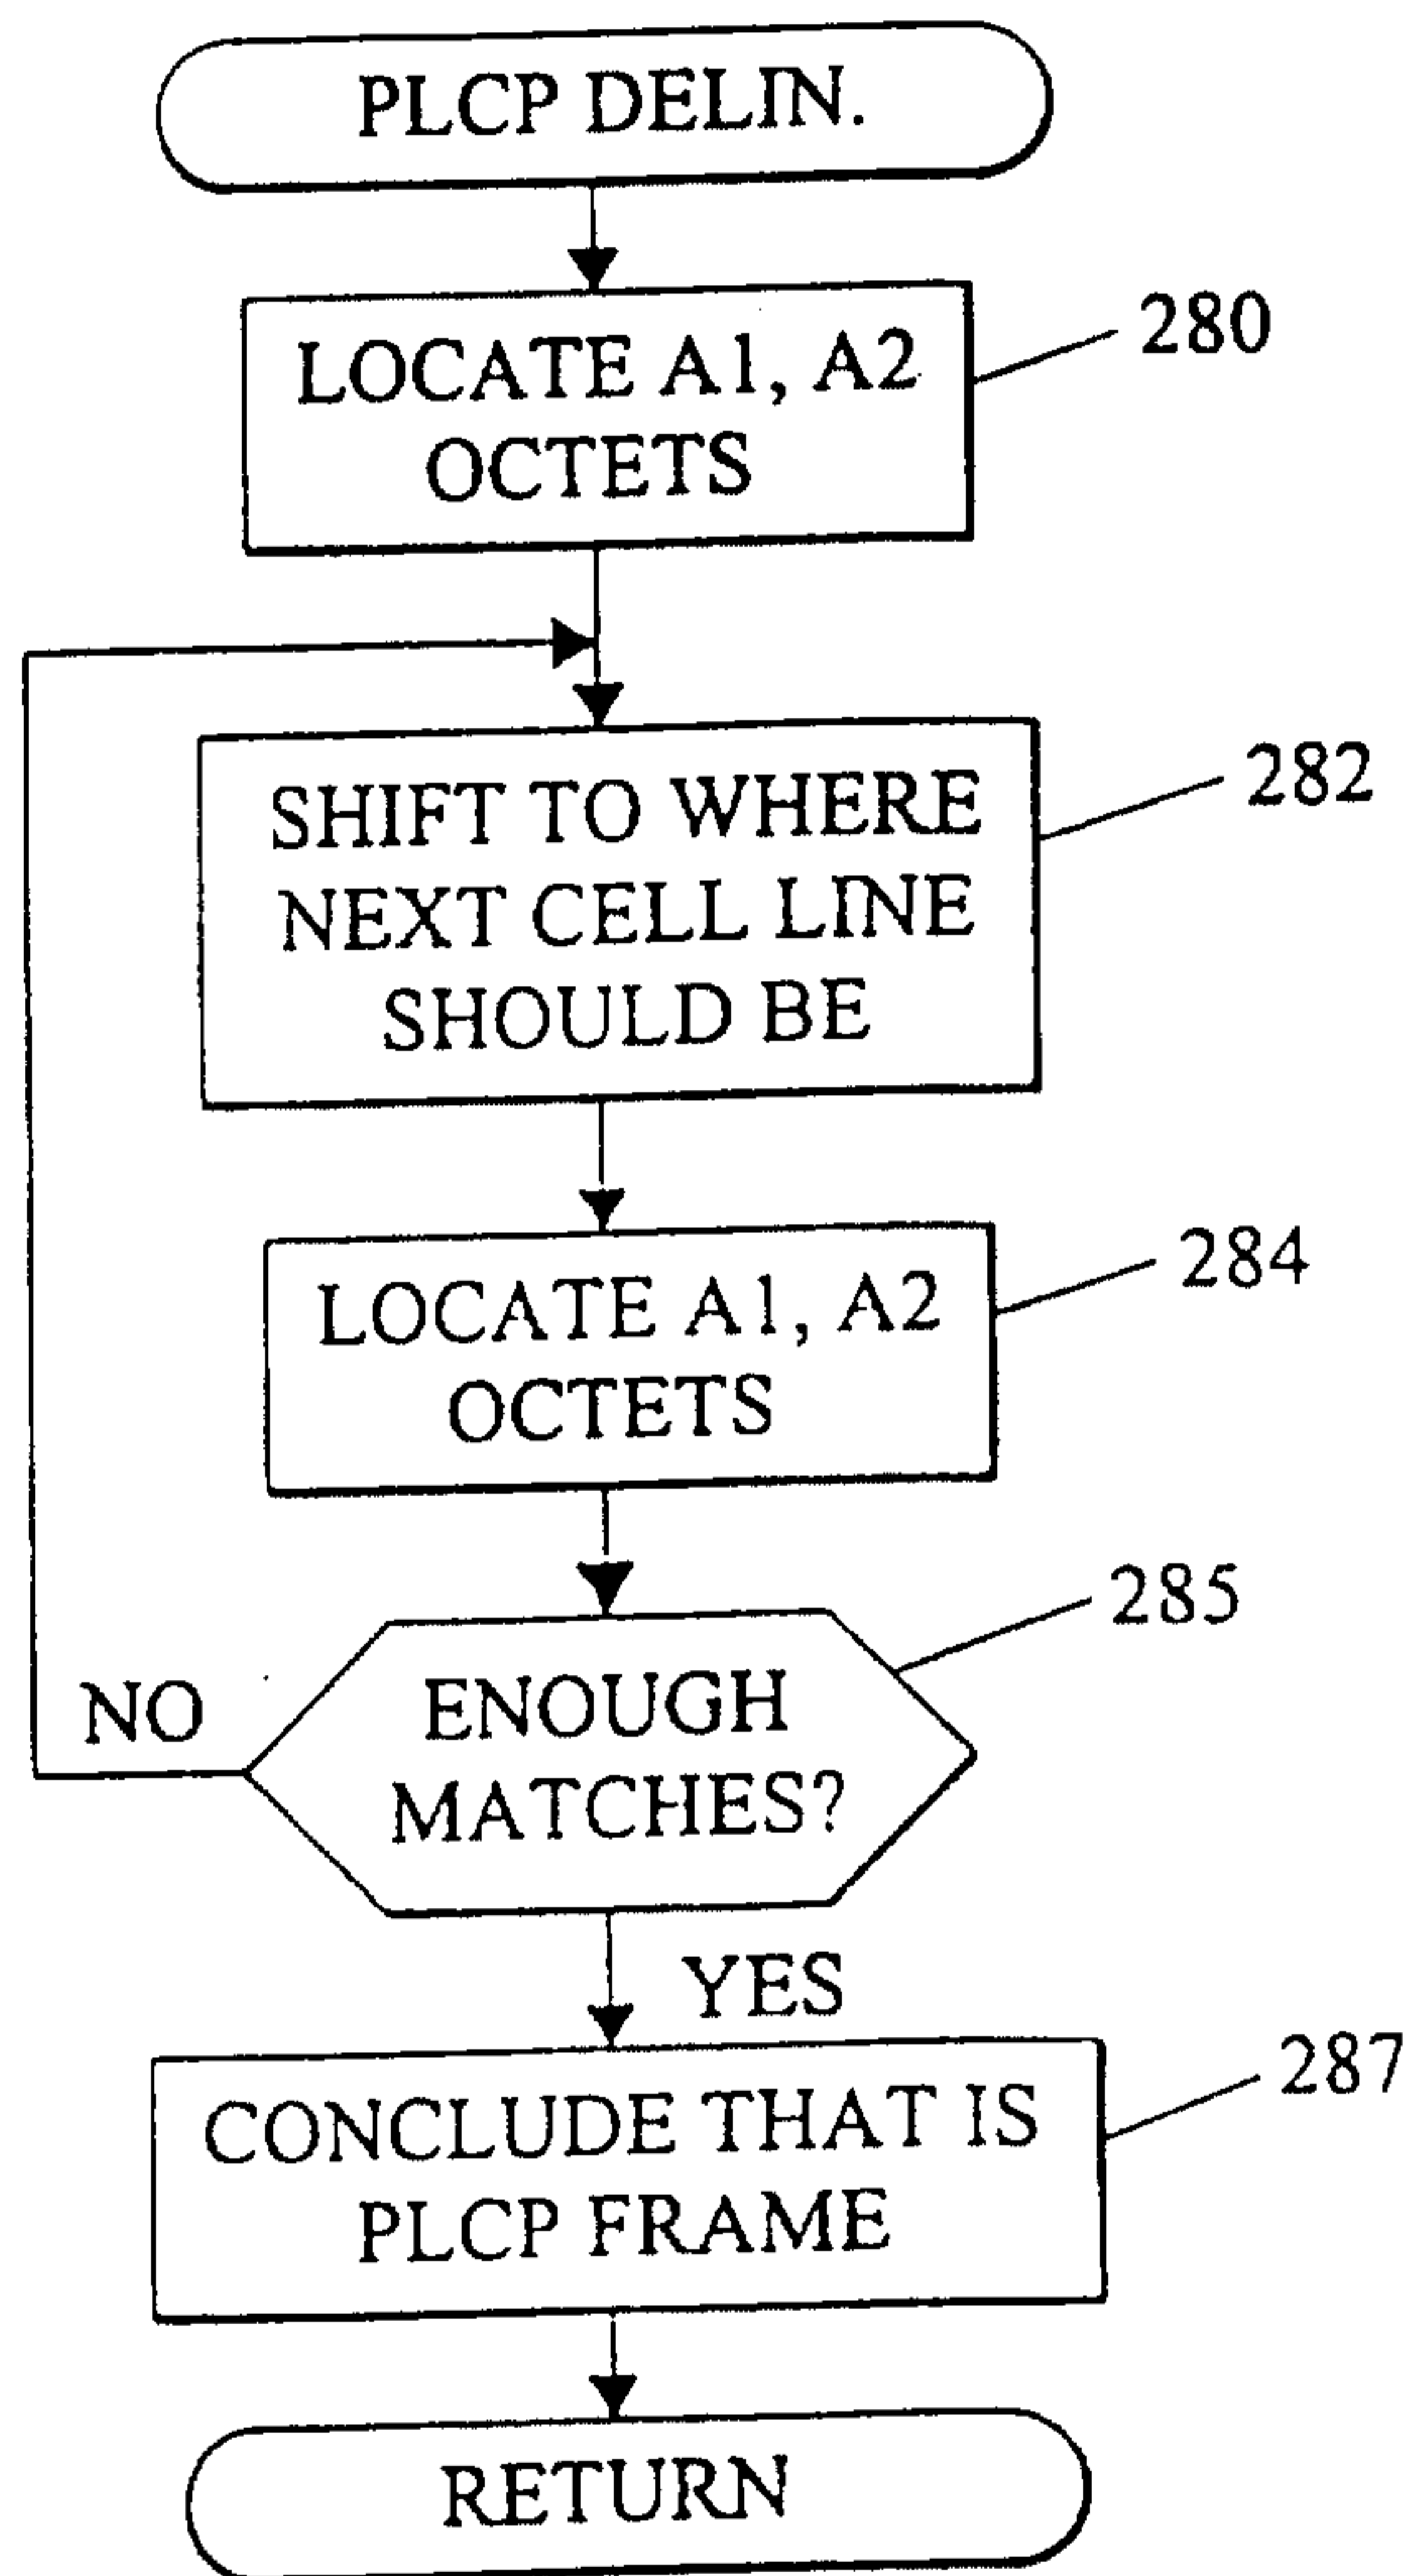 PLCP DELIN.
LOCATE A1, A2
OCTETS
280
SHIFT TO WHERE
NEXT CELL LINE
SHOULD BE
282
LOCATE A1, A2
OCTETS
284
ENOUGH
MATCHES?
285
NO
YES
CONCLUDE THAT IS
PLCP FRAME
287
RETURN